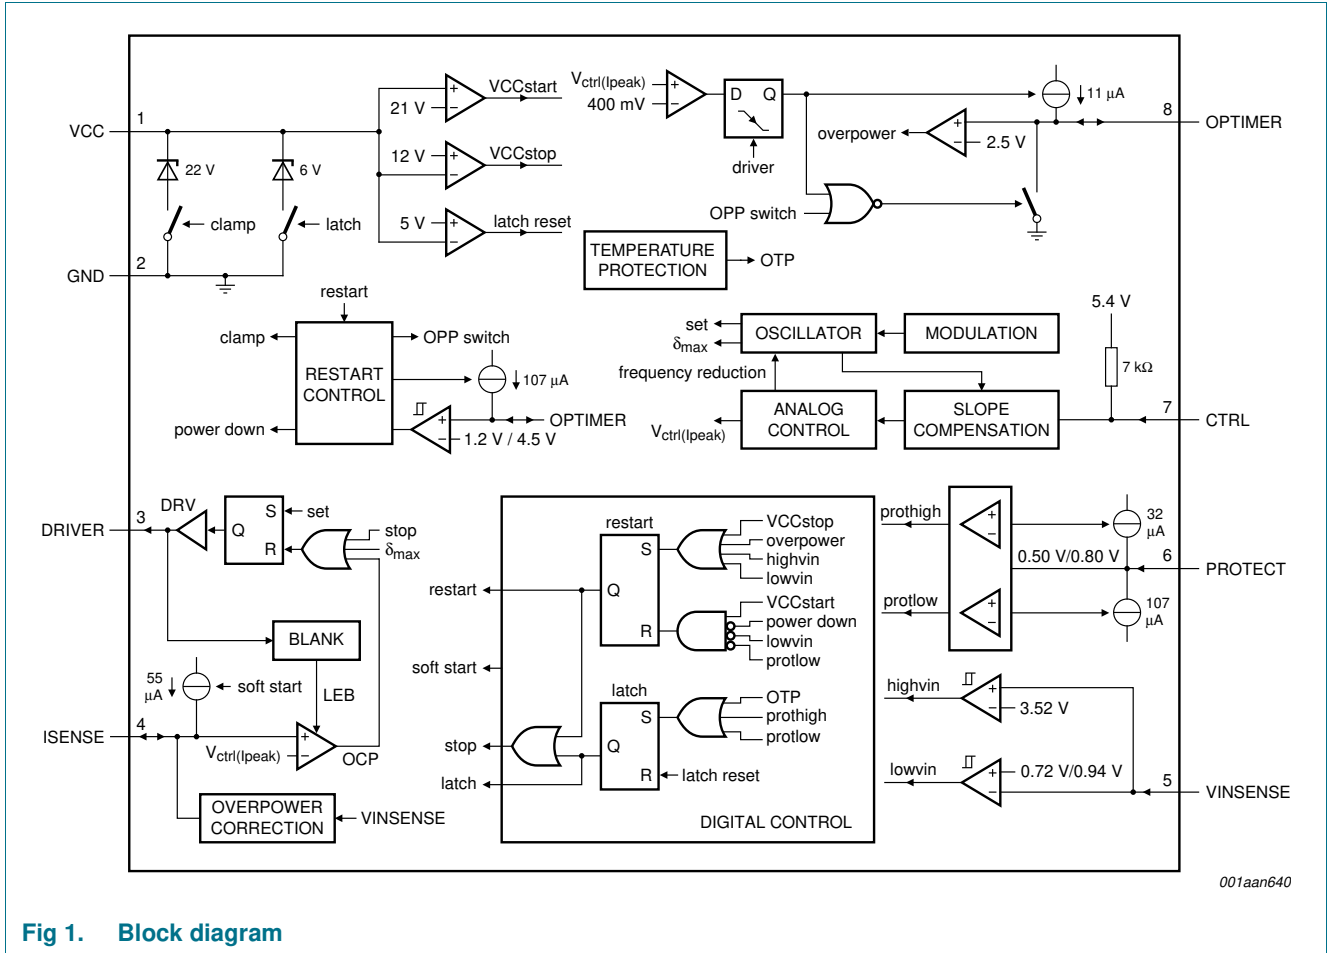 VCC
1
22 V
6 V
clamp
latch
GND
2
21 V
+
−
VCCstart
12 V
+
−
VCCstop
5 V
+
−
latch reset
Vctrl(Ipeak)
400 mV
+
−
D Q
driver
OPP switch
overpower
+
−
2.5 V
11 μA
8
OPTIMER
TEMPERATURE
PROTECTION
OTP
restart
clamp
OPP switch
RESTART
CONTROL
107 μA
OPTIMER
+
−
1.2 V / 4.5 V
power down
set
δmax
OSCILLATOR
MODULATION
frequency reduction
5.4 V
7 kΩ
Vctrl(Ipeak)
ANALOG
CONTROL
SLOPE
COMPENSATION
7
CTRL
DRIVER
3
DRV
Q
S
R
set
stop
δmax
BLANK
LEB
55
μA
soft start
ISENSE
4
+
−
Vctrl(Ipeak)
OCP
OVERPOWER
CORRECTION
VINSENSE
restart
S
Q
R
VCCstop
overpower
highvin
lowvin
VCCstart
power down
lowvin
protlow
restart
soft start
latch
S
Q
R
OTP
prothigh
protlow
latch reset
stop
latch
DIGITAL CONTROL
prothigh
+
−
32
μA
0.50 V/0.80 V
6
PROTECT
protlow
+
−
107
μA
highvin
+
−
3.52 V
lowvin
+
−
0.72 V/0.94 V
5
VINSENSE
001aan640
Fig 1. Block diagram